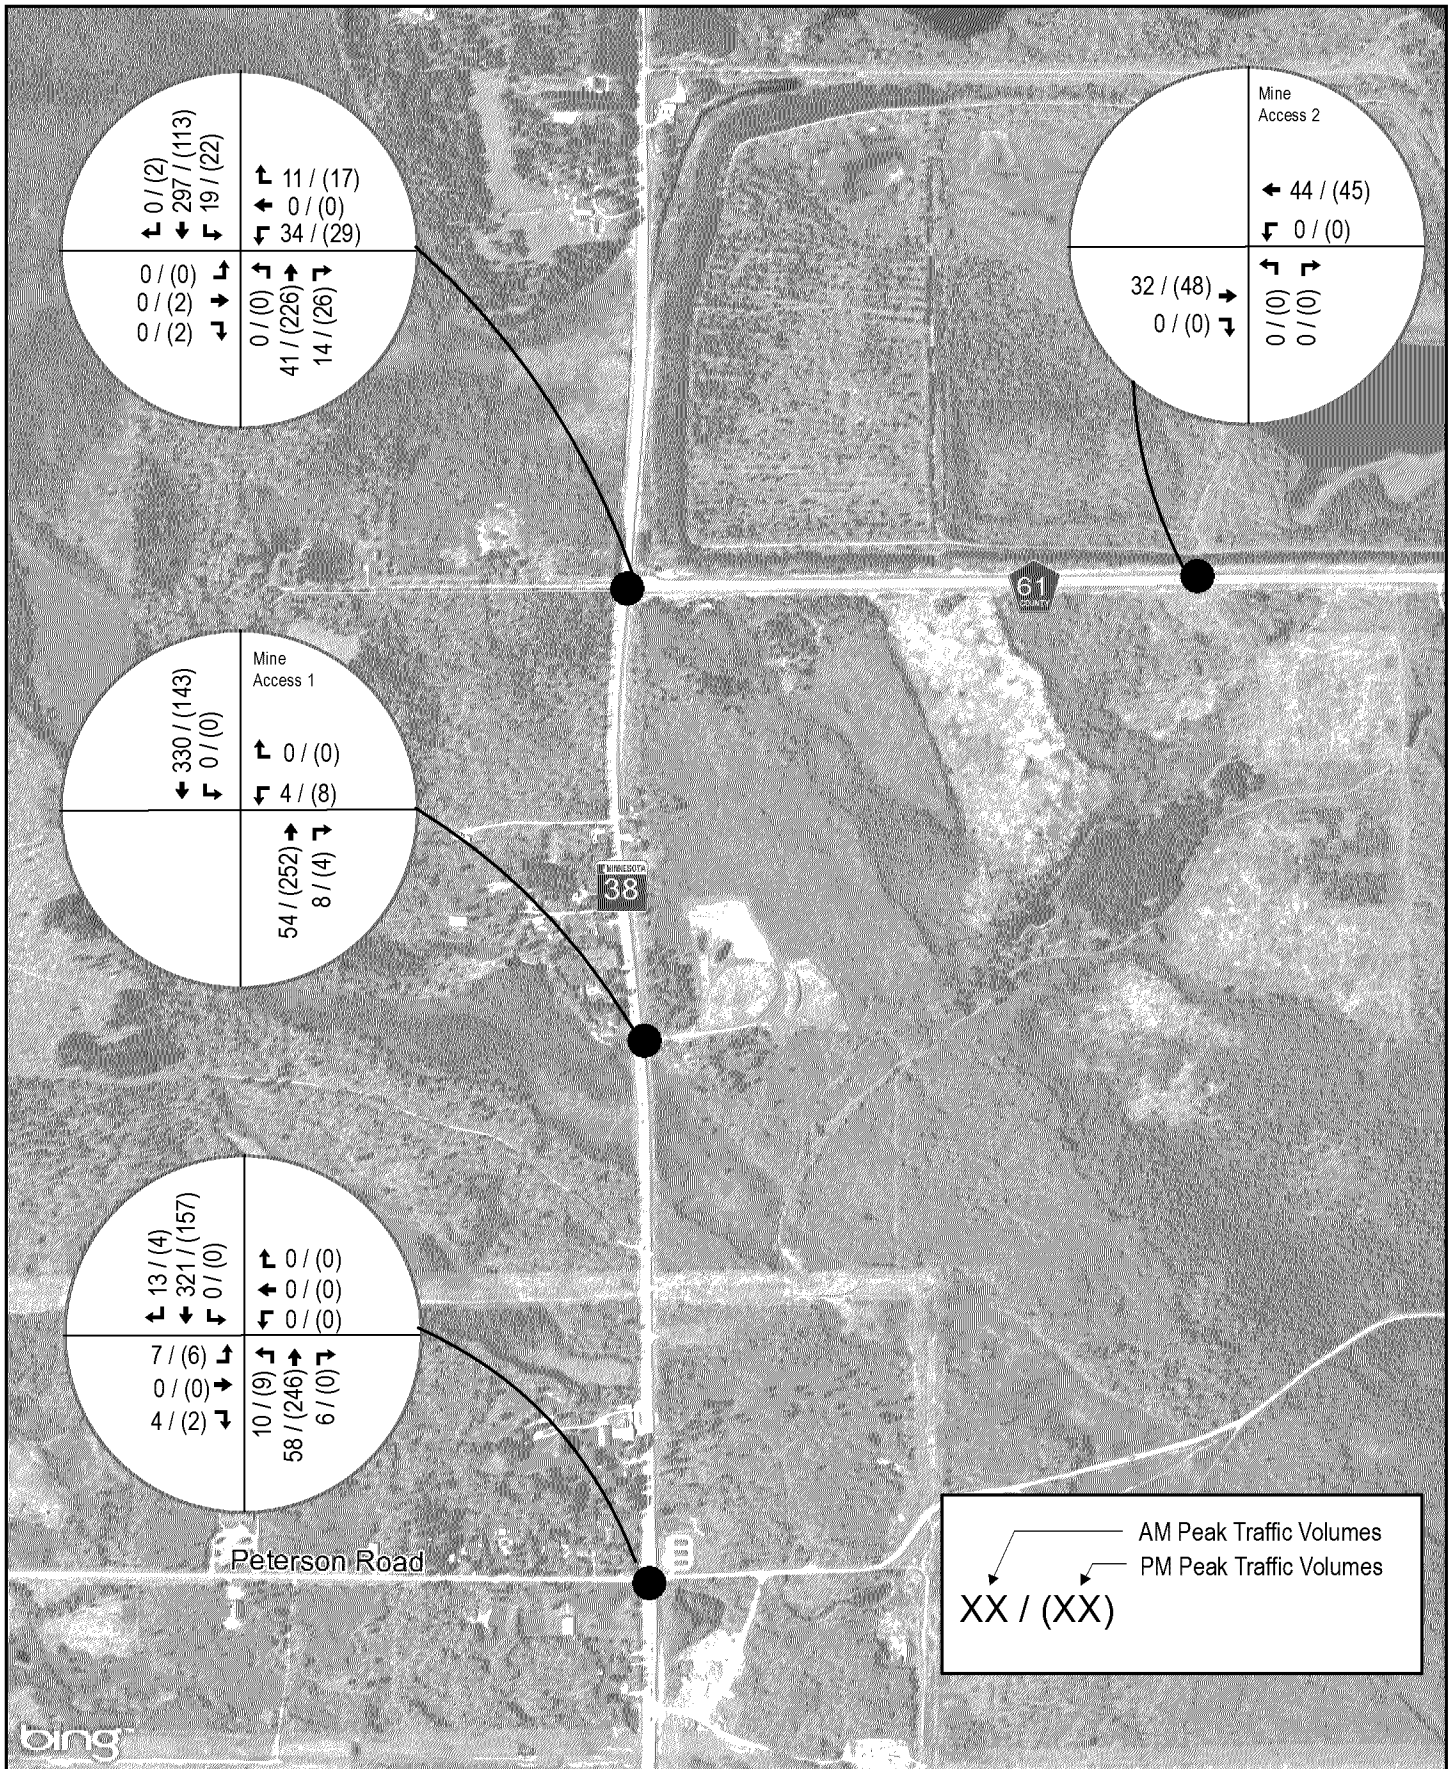 0 / (2)
297 / (113)
19 / (22)
11 / (17)
0 / (0)
34 / (29)
0 / (0)
0 / (2)
0 / (2)
0 / (0)
41 / (226)
14 / (26)
Mine
Access 2
44 / (45)
0 / (0)
32 / (48)
0 / (0)
0 / (0)
0 / (0)
61
COUNTY
Mine
Access 1
330 / (143)
0 / (0)
0 / (0)
4 / (8)
54 / (252)
8 / (4)
MINNESOTA
38
13 / (4)
321 / (157)
0 / (0)
0 / (0)
0 / (0)
0 / (0)
7 / (6)
0 / (0)
4 / (2)
10 / (9)
58 / (246)
6 / (0)
Peterson Road
AM Peak Traffic Volumes
PM Peak Traffic Volumes
XX / (XX)
bing™